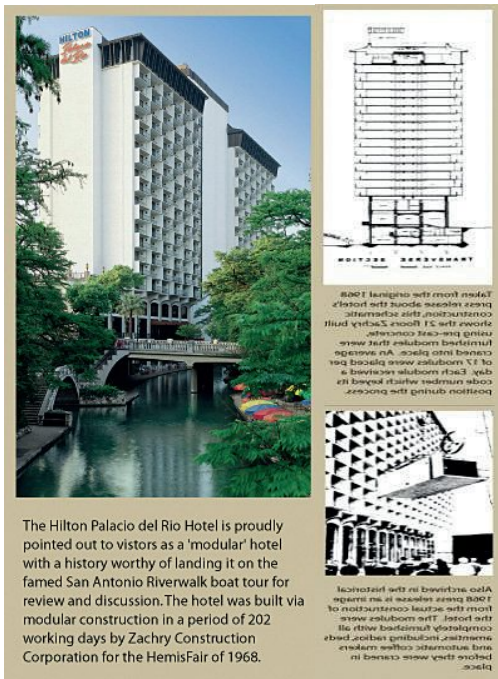 HILTON
Palacio
del Rio
The Hilton Palacio del Rio Hotel is proudly
pointed out to vistors as a 'modular' hotel
with a history worthy of landing it on the
famed San Antonio Riverwalk boat tour for
review and discussion. The hotel was built via
modular construction in a period of 202
working days by Zachry Construction
Corporation for the HemisFair of 1968.
TRANSVERSE SECTION
Taken from the original 1968
press release about the hotel's
construction, this schematic
shows the 21 floors Zachry built
using pre-cast concrete,
furnished modules that were
craned into place. An average
of 17 modules were placed per
day. Each module received a
code number which keyed its
position during the process.
Also archived in the historical
1968 press release is an image
from the actual construction of
the hotel. The modules were
completely furnished with all
amenities, including radios, beds
and automatic coffee makers
before they were craned in
place.